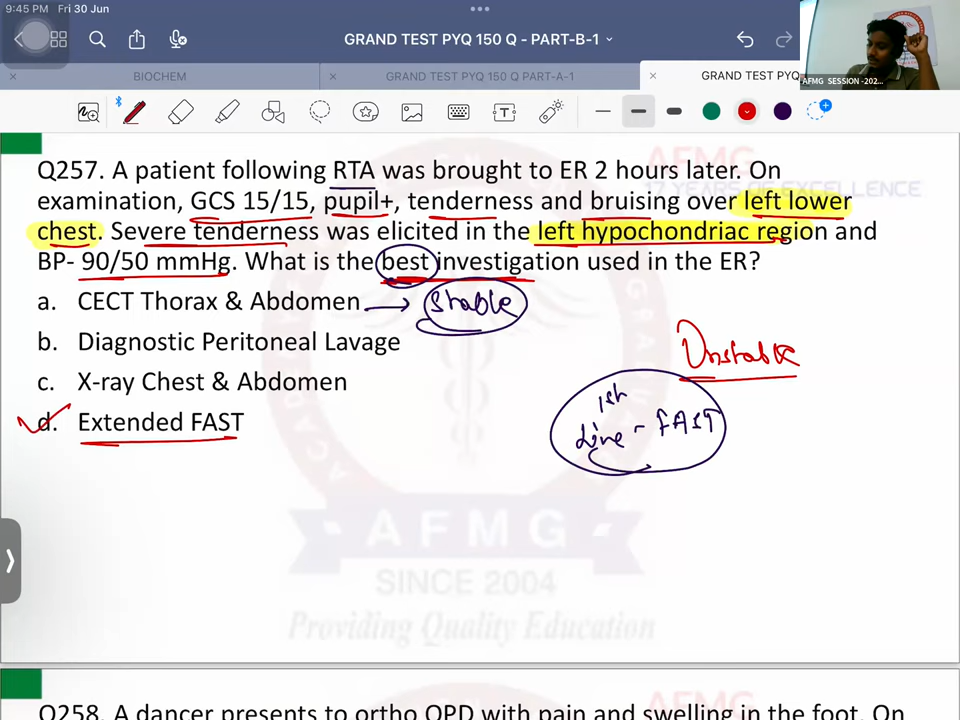 9:45 PM Fri 30 Jun
GRAND TEST PYQ 150 Q - PART-B-1
AFMG SESSION -202...
BIOCHEM
GRAND TEST PYQ 150 Q PART-A-1
GRAND TEST PYQ
AFMG
17 YEARS OF EXCELLENCE
Q257. A patient following RTA was brought to ER 2 hours later. On
examination, GCS 15/15, pupil+, tenderness and bruising over left lower
chest. Severe tenderness was elicited in the left hypochondriac region and
BP- 90/50 mmHg. What is the best investigation used in the ER?
a. CECT Thorax & Abdomen
Stable
b. Diagnostic Peritoneal Lavage
Unstable
c. X-ray Chest & Abdomen
d. Extended FAST
1st
Line - FAST
AFMG
SINCE 2004
Providing Quality Education
Q258. A dancer presents to ortho OPD with pain and swelling in the foot. On